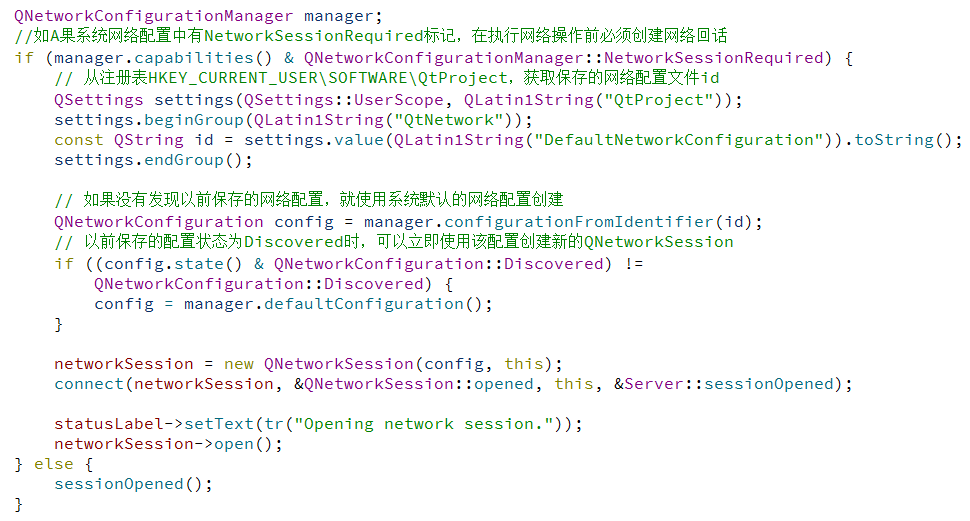 QNetworkConfigurationManager manager;
//如A果系统网络配置中有NetworkSessionRequired标记，在执行网络操作前必须创建网络回话
if (manager.capabilities() & QNetworkConfigurationManager::NetworkSessionRequired) {
    // 从注册表HKEY_CURRENT_USER\SOFTWARE\QtProject，获取保存的网络配置文件id
    QSettings settings(QSettings::UserScope, QLatin1String("QtProject"));
    settings.beginGroup(QLatin1String("QtNetwork"));
    const QString id = settings.value(QLatin1String("DefaultNetworkConfiguration")).toString();
    settings.endGroup();

    // 如果没有发现以前保存的网络配置，就使用系统默认的网络配置创建
    QNetworkConfiguration config = manager.configurationFromIdentifier(id);
    // 以前保存的配置状态为Discovered时，可以立即使用该配置创建新的QNetworkSession
    if ((config.state() & QNetworkConfiguration::Discovered) !=
        QNetworkConfiguration::Discovered) {
        config = manager.defaultConfiguration();
    }

    networkSession = new QNetworkSession(config, this);
    connect(networkSession, &QNetworkSession::opened, this, &Server::sessionOpened);

    statusLabel->setText(tr("Opening network session."));
    networkSession->open();
} else {
    sessionOpened();
}